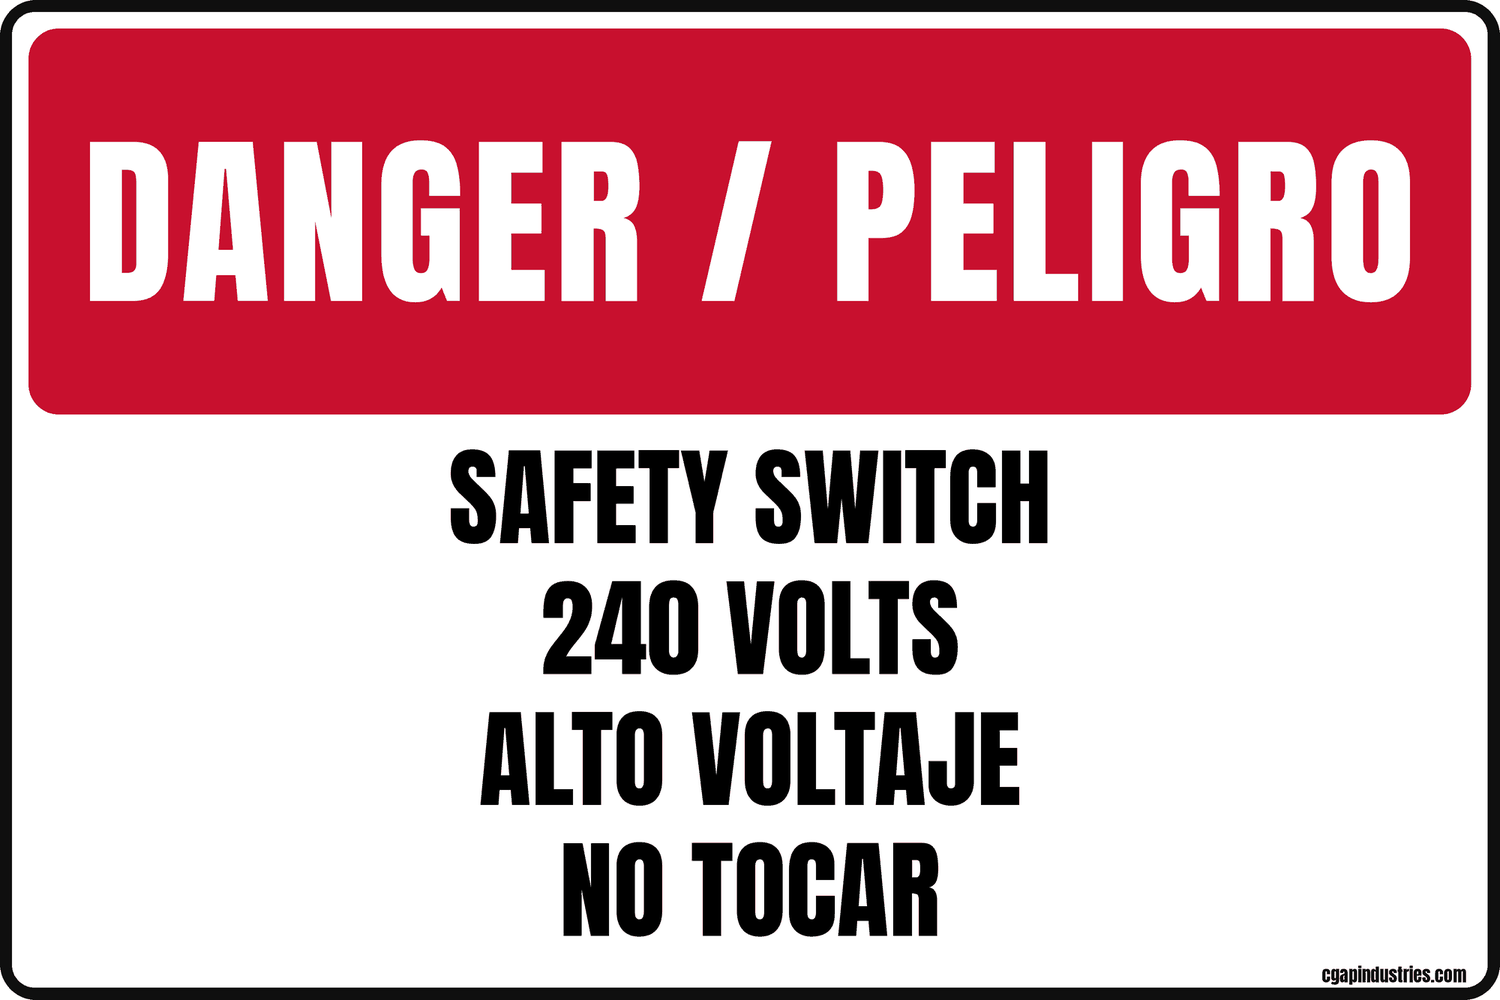 DANGER / PELIGRO
SAFETY SWITCH
240 VOLTS
ALTO VOLTAJE
NO TOCAR
cgapindustries.com